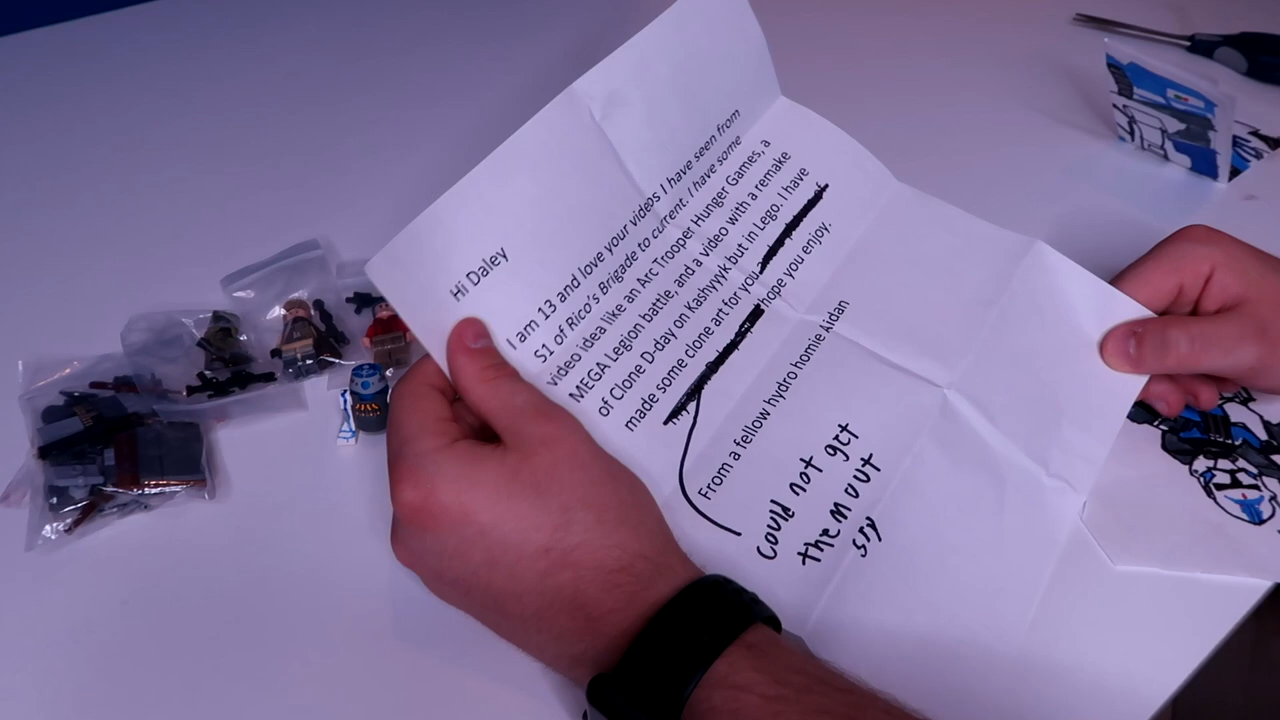 Hi Daley
I am 13 and love your videos I have seen from
S1 of Rico's Brigade to current. I have some
video idea like an Arc Trooper Hunger Games, a
MEGA Legion battle, and a video with a remake
of Clone D-day on Kashyyyk but in Lego. I have
made some clone art for you
hope you enjoy.
From a fellow hydro homie Aidan
could not get
them out
sry